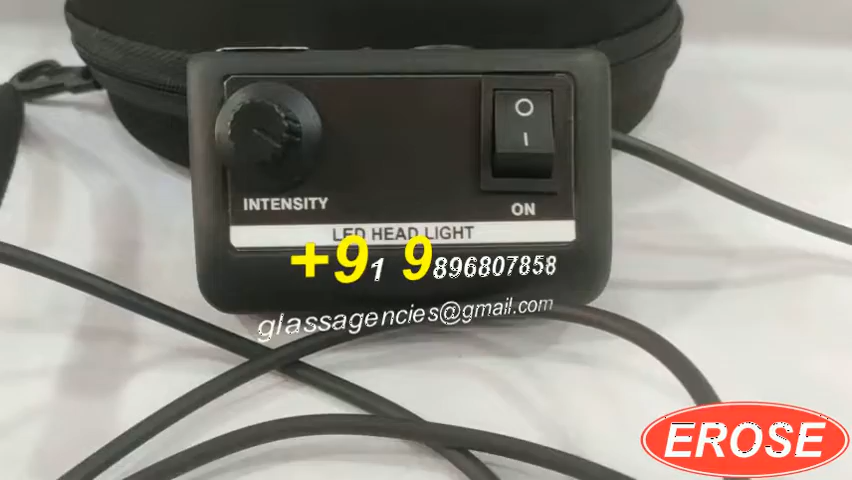 INTENSITY
ON
LED HEAD LIGHT
+91 9896807858
glassagencies@gmail.com
EROSE